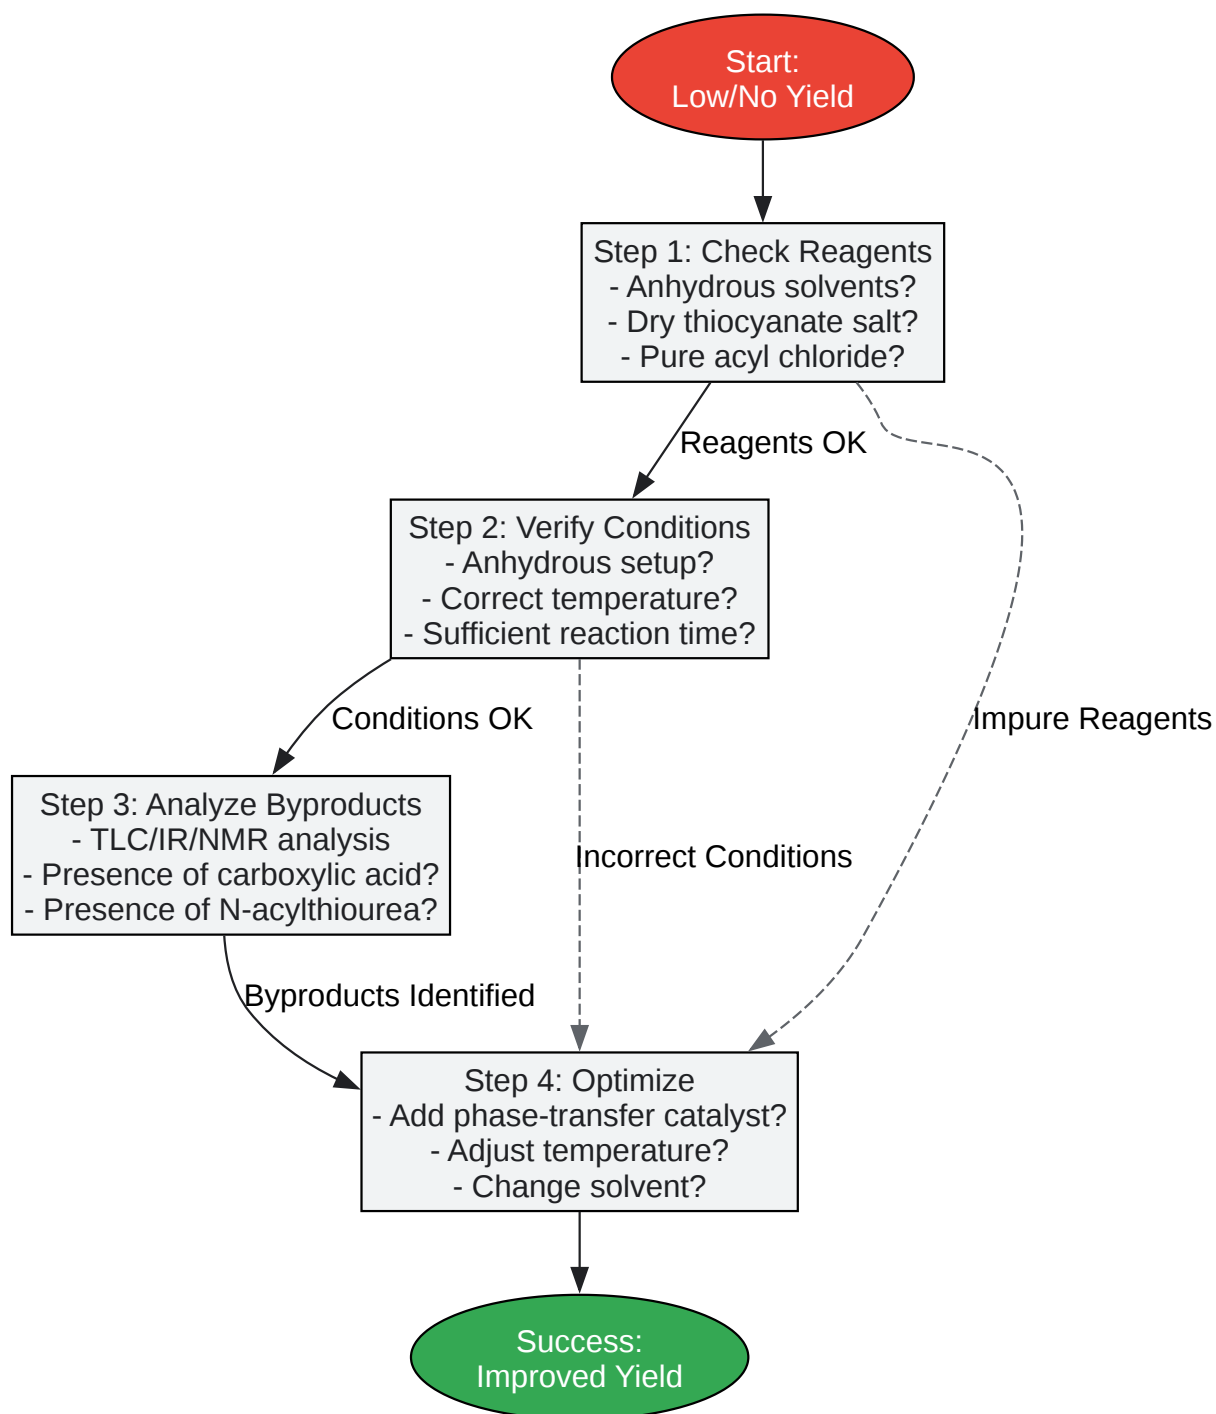 Start:
Low/No Yield
Step 1: Check Reagents
- Anhydrous solvents?
- Dry thiocyanate salt?
- Pure acyl chloride?
Reagents OK
Step 2: Verify Conditions
- Anhydrous setup?
- Correct temperature?
- Sufficient reaction time?
Conditions OK
Impure Reagents
Step 3: Analyze Byproducts
- TLC/IR/NMR analysis
- Presence of carboxylic acid?
- Presence of N-acylthiourea?
Incorrect Conditions
Byproducts Identified
Step 4: Optimize
- Add phase-transfer catalyst?
- Adjust temperature?
- Change solvent?
Success:
Improved Yield